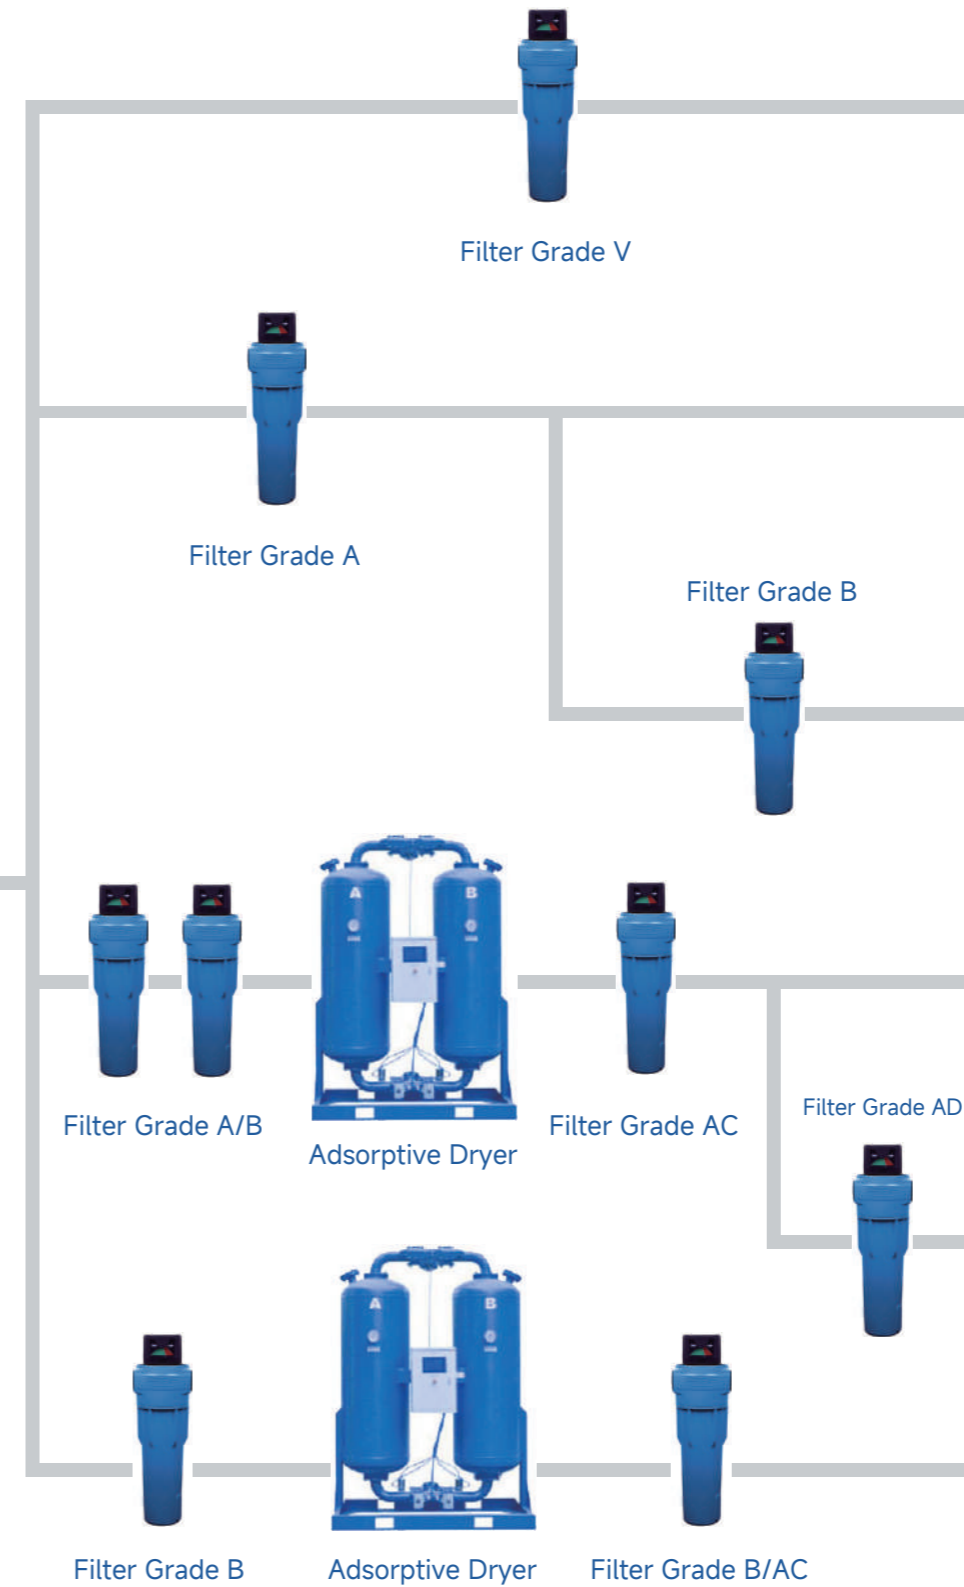 Filter Grade V
Filter Grade A
Filter Grade B
A B
Filter Grade A/B
Adsorptive Dryer
Filter Grade AC
Filter Grade AD
A B
Filter Grade B
Adsorptive Dryer
Filter Grade B/AC